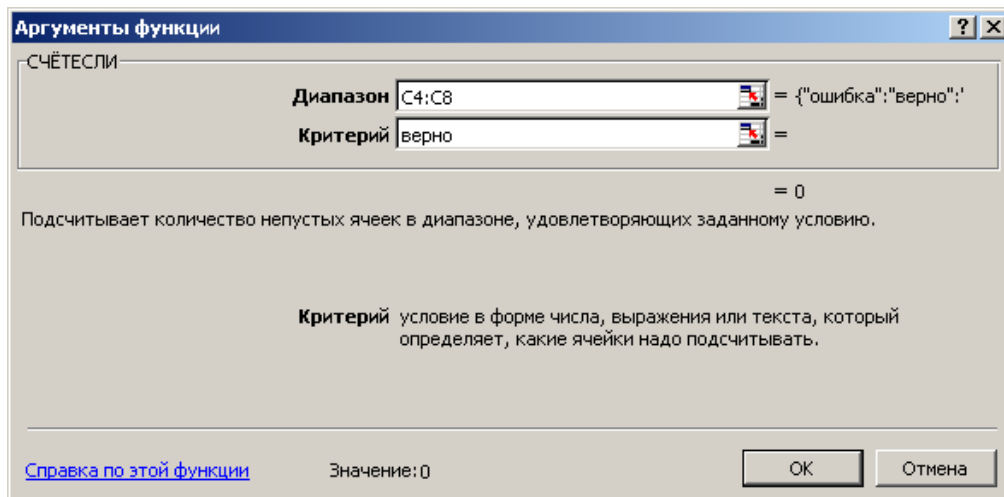 Аргументы функции
СЧЁТЕСЛИ
Диапазон C4:C8 = {"ошибка":"верно":'
Критерий верно =
= 0
Подсчитывает количество непустых ячеек в диапазоне, удовлетворяющих заданному условию.
Критерий условие в форме числа, выражения или текста, который
определяет, какие ячейки надо подсчитывать.
Справка по этой функции Значение:0 ОК Отмена